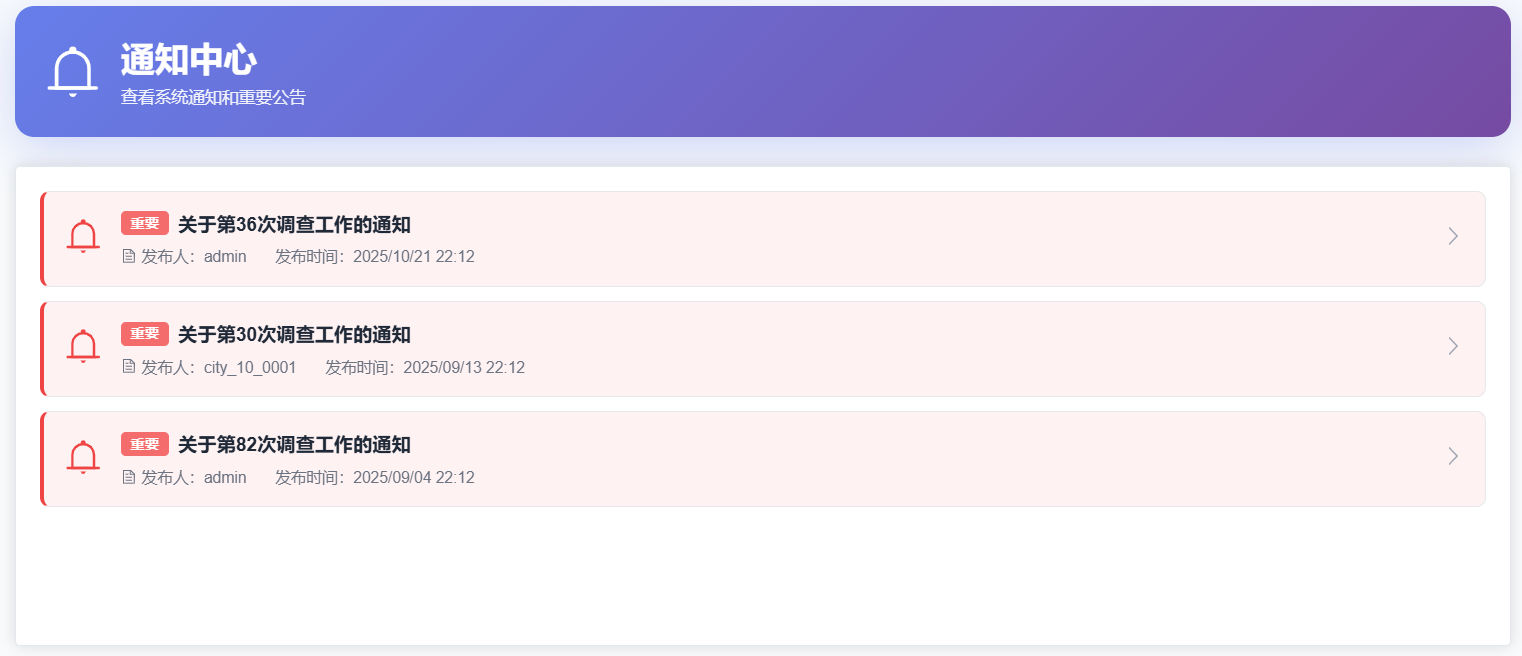 通知中心
查看系统通知和重要公告
重要 关于第36次调查工作的通知
发布人：admin 发布时间：2025/10/21 22:12
重要 关于第30次调查工作的通知
发布人：city_10_0001 发布时间：2025/09/13 22:12
重要 关于第82次调查工作的通知
发布人：admin 发布时间：2025/09/04 22:12